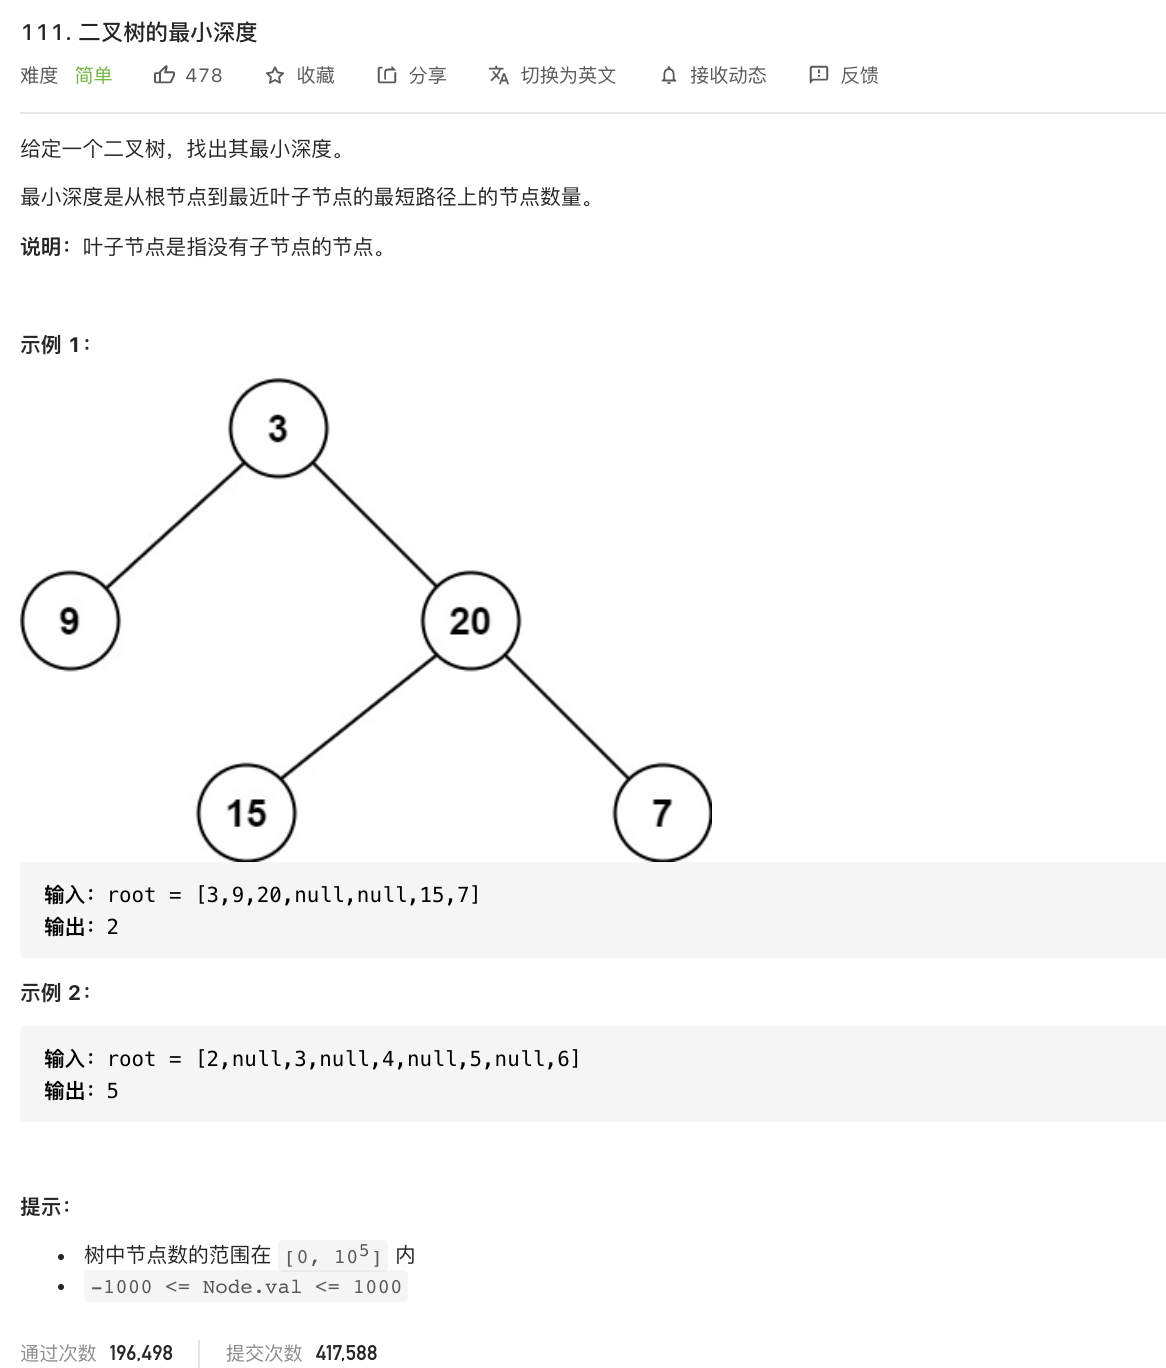 111. 二叉树的最小深度
难度 简单 478 收藏 分享 切换为英文 接收动态 反馈
给定一个二叉树，找出其最小深度。
最小深度是从根节点到最近叶子节点的最短路径上的节点数量。
说明：叶子节点是指没有子节点的节点。
示例 1：
3
9 20
15 7
输入：root = [3,9,20,null,null,15,7]
输出：2
示例 2：
输入：root = [2,null,3,null,4,null,5,null,6]
输出：5
提示：
• 树中节点数的范围在 [0, 10⁵] 内
• -1000 <= Node.val <= 1000
通过次数 196,498 提交次数 417,588